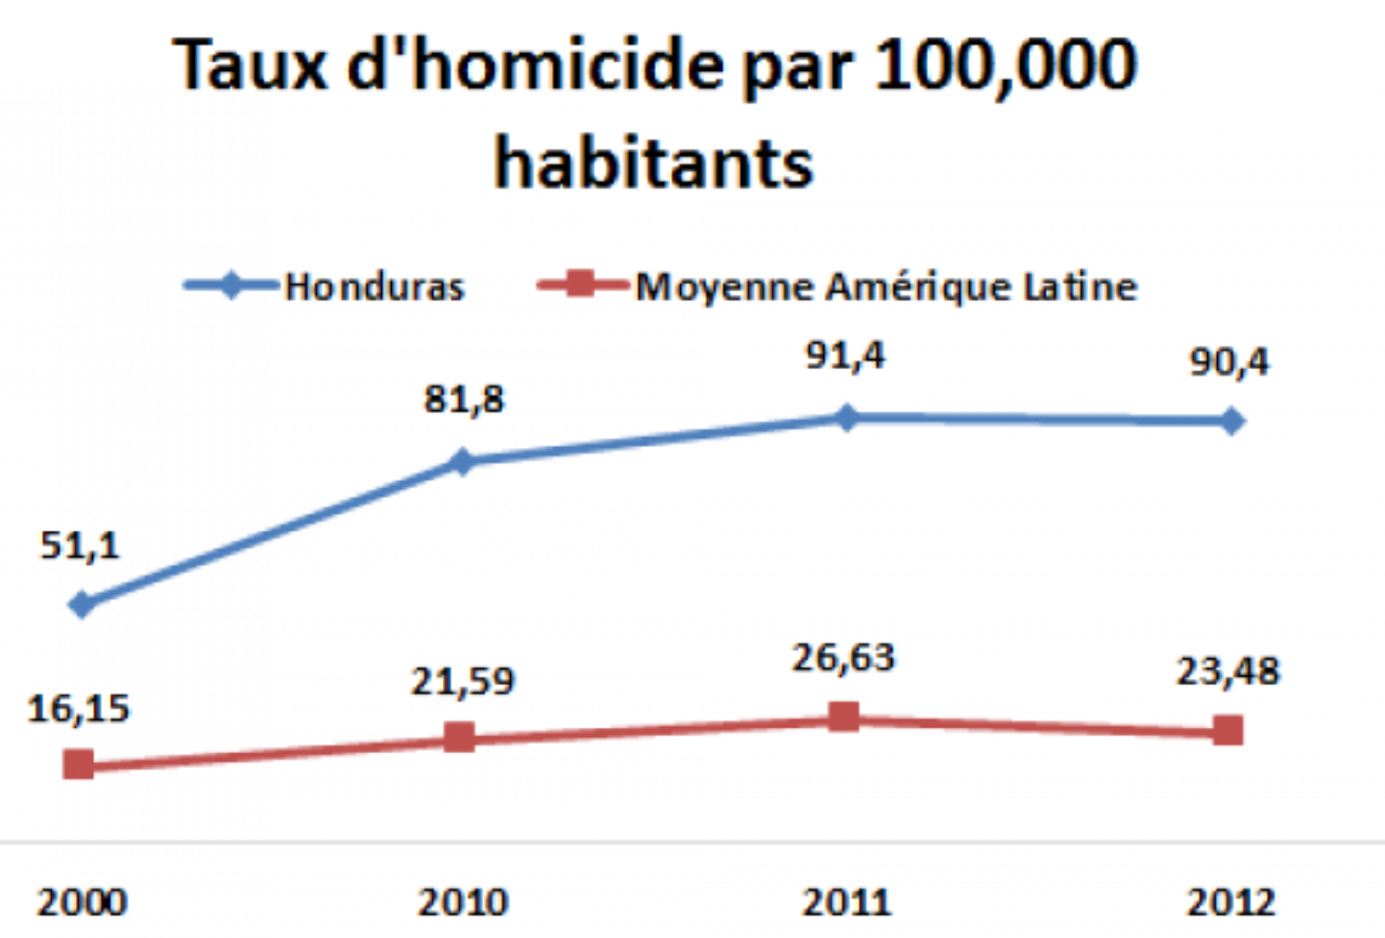 Taux d'homicide par 100,000
habitants
Honduras Moyenne Amérique Latine
91,4 90,4
81,8
51,1
26,63 23,48
21,59
16,15
2000 2010 2011 2012